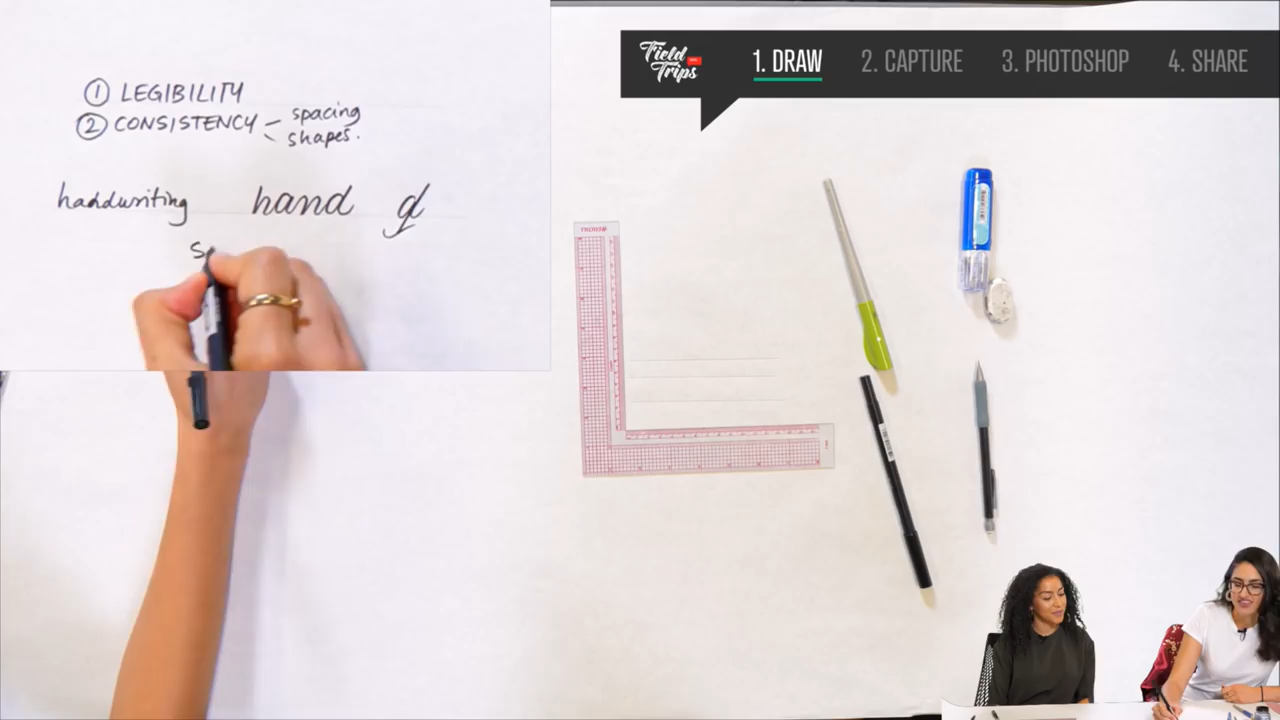 ① LEGIBILITY
② CONSISTENCY – spacing
shapes.
handwriting hand g
s
Field Trips
1. DRAW 2. CAPTURE 3. PHOTOSHOP 4. SHARE